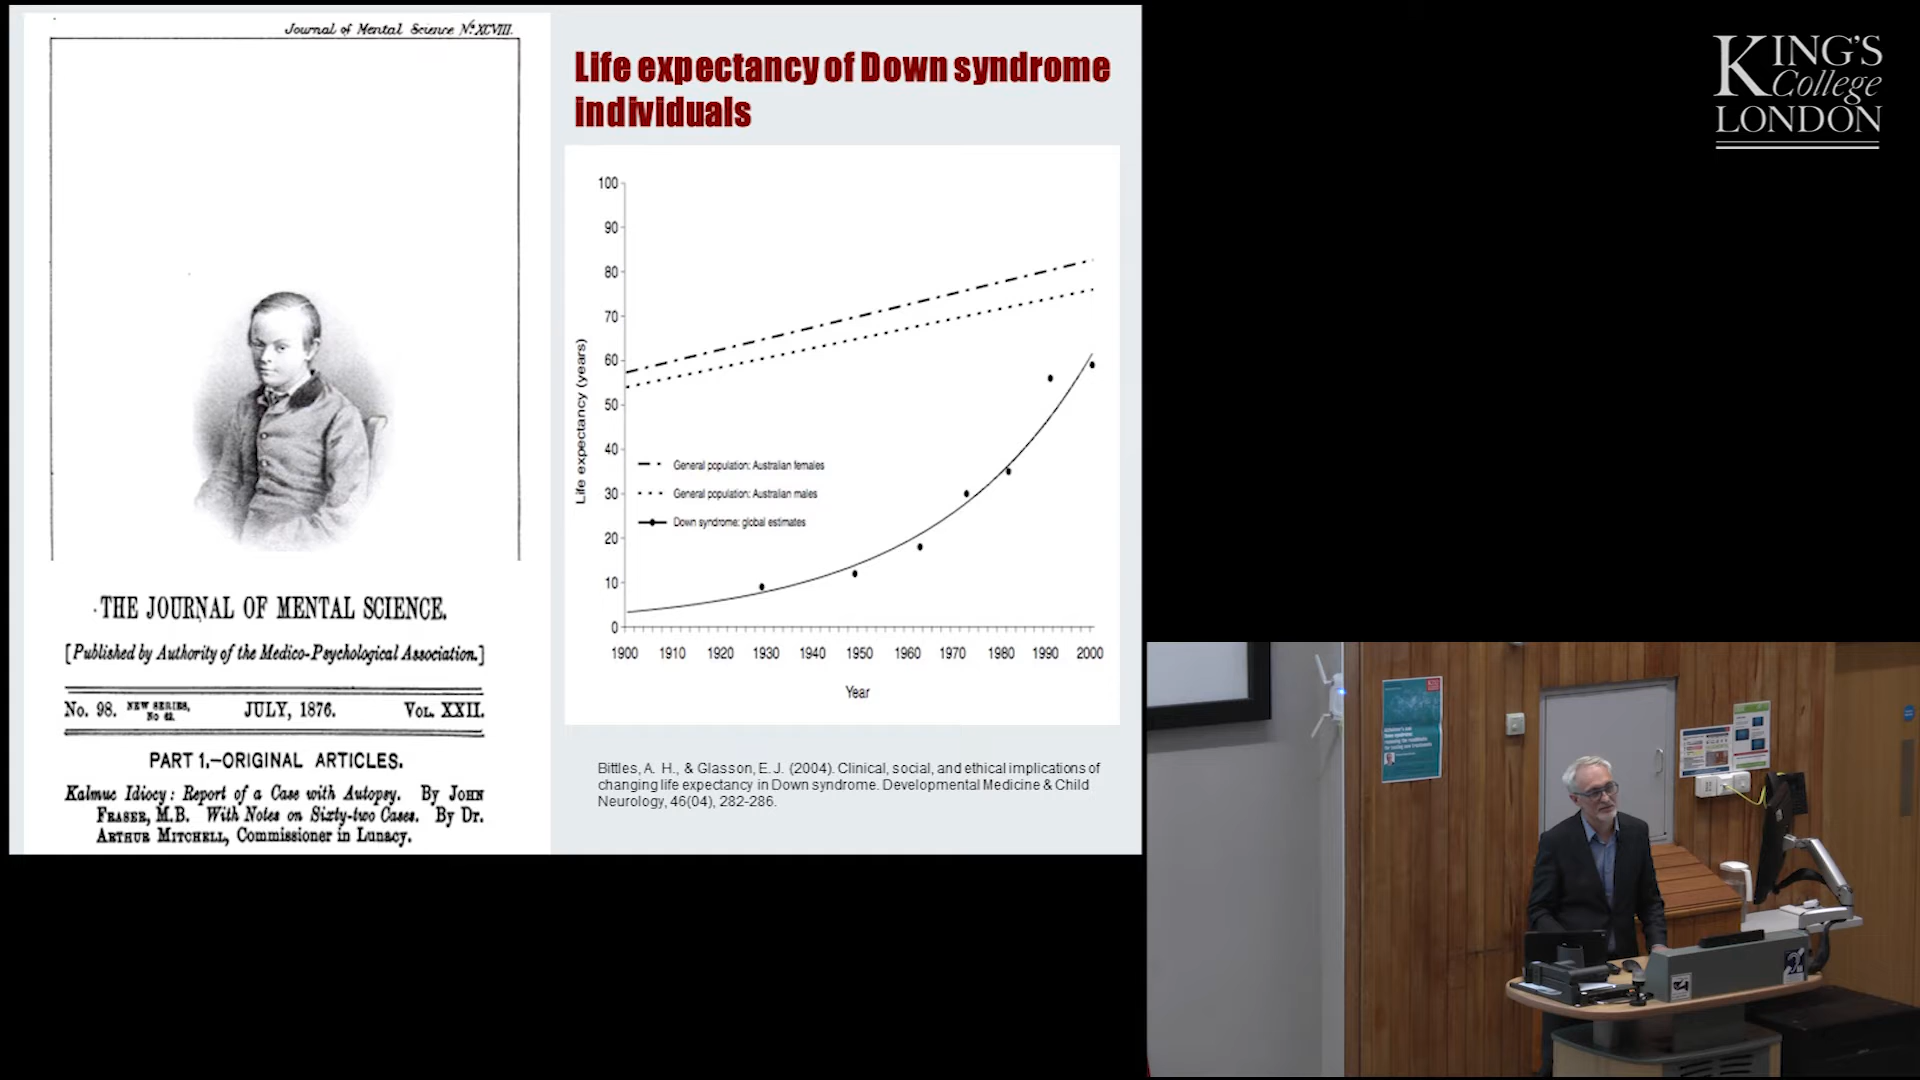 Journal of Mental Science No. XCVIII.
THE JOURNAL OF MENTAL SCIENCE.
[Published by Authority of the Medico-Psychological Association.]
No. 98. NEW SERIES, No 62. JULY, 1876. VOL. XXII.
PART 1.—ORIGINAL ARTICLES.
Kalmuc Idiocy: Report of a Case with Autopsy. By JOHN
FRASER, M.B. With Notes on Sixty-two Cases. By Dr.
ARTHUR MITCHELL, Commissioner in Lunacy.
Life expectancy of Down syndrome
individuals
Life expectancy (years)
100
90
80
70
60
50
40
30
20
10
0
General population: Australian females
General population: Australian males
Down syndrome: global estimates
1900 1910 1920 1930 1940 1950 1960 1970 1980 1990 2000
Year
Bittles, A. H., & Glasson, E. J. (2004). Clinical, social, and ethical implications of
changing life expectancy in Down syndrome. Developmental Medicine & Child
Neurology, 46(04), 282-286.
KING'S
College
LONDON